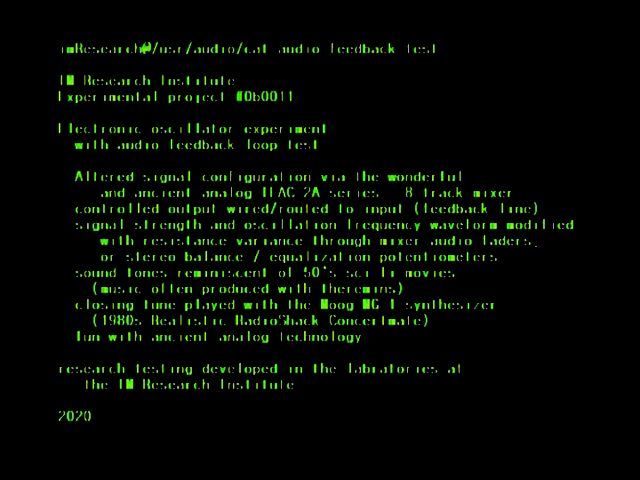 imResearch@/usr/audio/cat audio feedback test
IM Research Institute
Experimental project #0b0011
Electronic oscillator experiment
with audio feedback loop test
Altered signal configuration via the wonderful
and ancient analog TEAC 2A series 8 track mixer
controlled output wired/routed to input (feedback line)
signal strength and oscillation frequency waveform modified
with resistance variance through mixer audio faders,
or stereo balance / equalization potentiometers
sound tones reminiscent of 50's sci fi movies
(music often produced with theremins)
closing tune played with the Moog MG 1 synthesizer
(1980s Realistic RadioShack Concertmate)
fun with ancient analog technology
research testing developed in the labratories at
the IM Research Institute
2020